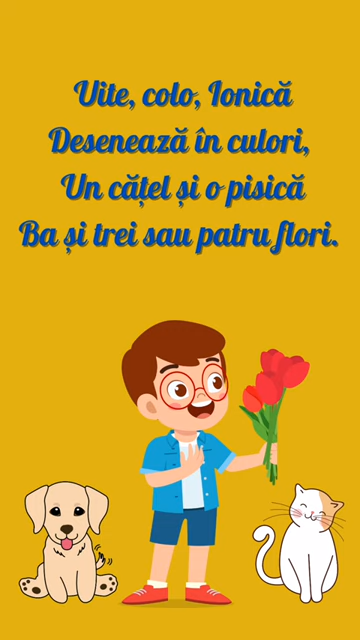 Uite, colo, Ionică
Desenează în culori,
Un cățel și o pisică
Ba și trei sau patru flori.